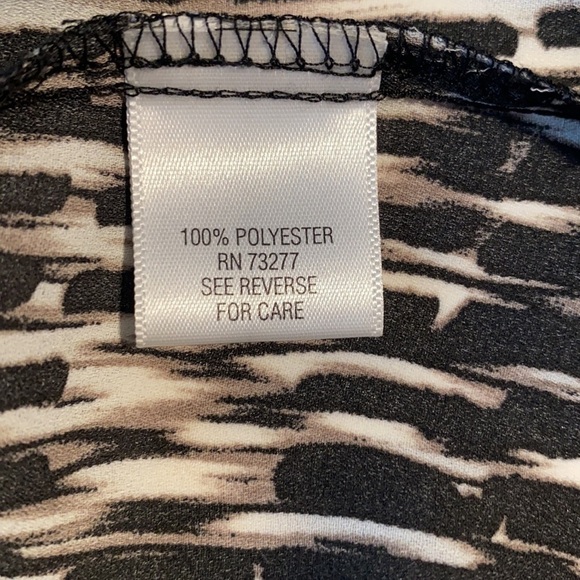 100% POLYESTER
RN 73277
SEE REVERSE
FOR CARE